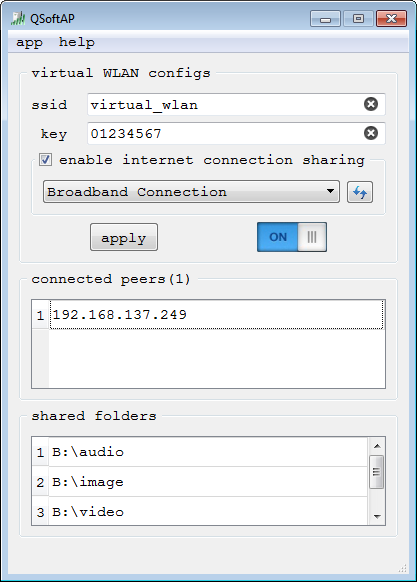 QSoftAP
app help
virtual WLAN configs
ssid virtual_wlan
key 01234567
enable internet connection sharing
Broadband Connection
apply ON
connected peers(1)
1 192.168.137.249
shared folders
1 B:\audio
2 B:\image
3 B:\video